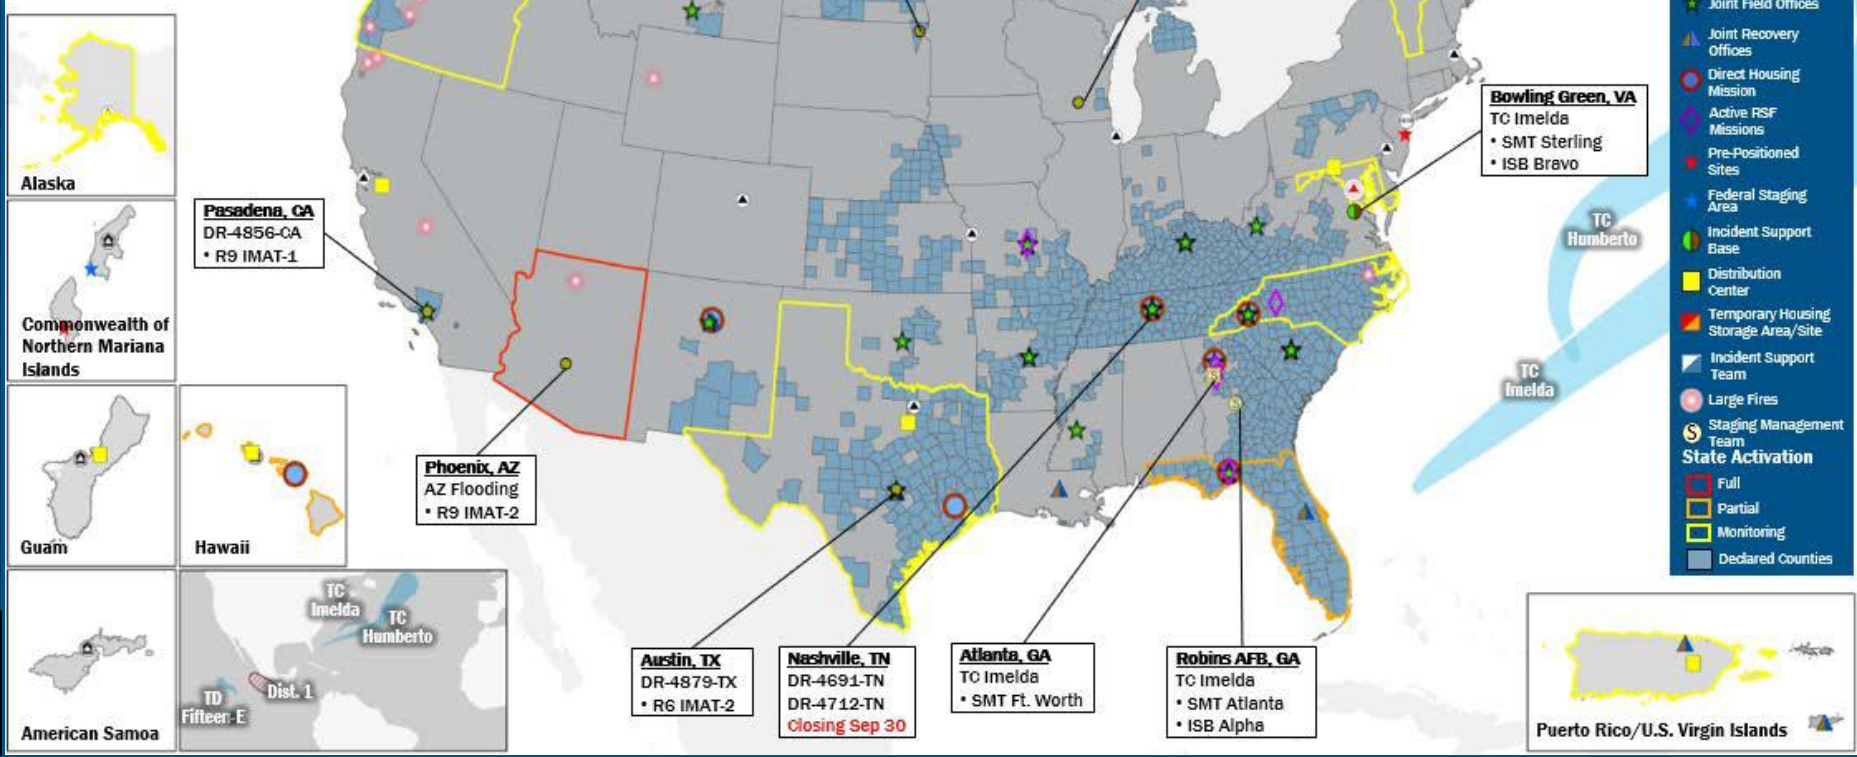 Alaska
Commonwealth of
Northern Mariana
Islands
Guam
Hawaii
American Samoa
TC
Imelda
TC
Humberto
TD
Fifteen-E
Dist. 1
Pasadena, CA
DR-4856-CA
• R9 IMAT-1
Phoenix, AZ
AZ Flooding
• R9 IMAT-2
Austin, TX
DR-4879-TX
• R6 IMAT-2
Nashville, TN
DR-4691-TN
DR-4712-TN
Closing Sep 30
Atlanta, GA
TC Imelda
• SMT Ft. Worth
Robins AFB, GA
TC Imelda
• SMT Atlanta
• ISB Alpha
Bowling Green, VA
TC Imelda
• SMT Sterling
• ISB Bravo
TC
Humberto
TC
Imelda
S
S
Joint Field Offices
Joint Recovery
Offices
Direct Housing
Mission
Active RSF
Missions
Pre-Positioned
Sites
Federal Staging
Area
Incident Support
Base
Distribution
Center
Temporary Housing
Storage Area/Site
Incident Support
Team
Large Fires
S
Staging Management
Team
State Activation
Full
Partial
Monitoring
Declared Counties
Puerto Rico/U.S. Virgin Islands